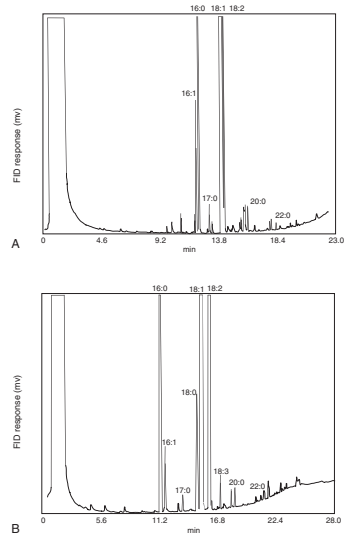 16:0 18:1 18:2
16:1
17:0
20:0
22:0
FID response (mv)
0 4.6 9.2 13.8 18.4 23.0
min
A
16:0 18:1 18:2
18:0
16:1
17:0
18:3
20:0 22:0
FID response (mv)
0 5.6 11.2 16.8 22.4 28.0
min
B